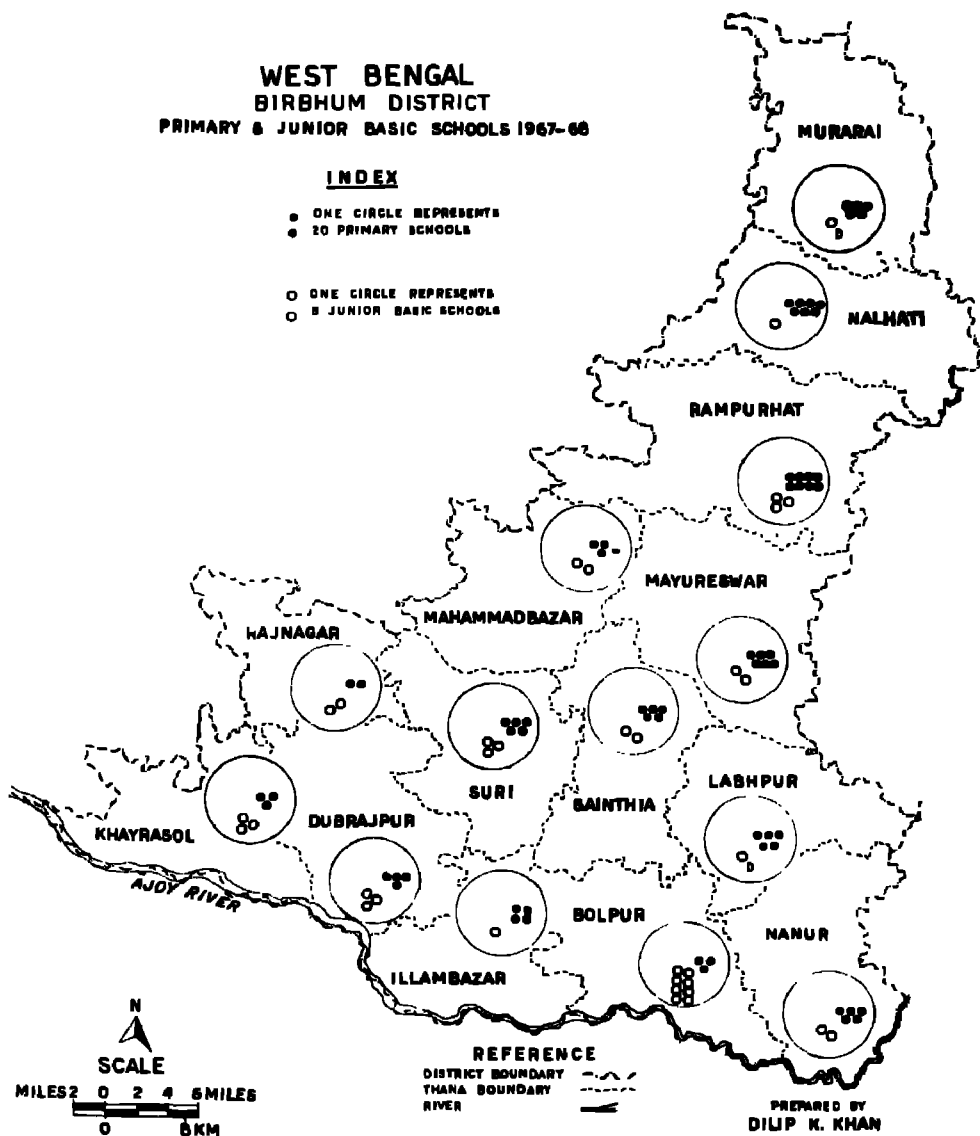 WEST BENGAL
BIRBHUM DISTRICT
PRIMARY & JUNIOR BASIC SCHOOLS 1967-68
INDEX
ONE CIRCLE REPRESENTS
20 PRIMARY SCHOOLS
ONE CIRCLE REPRESENTS
JUNIOR BASIC SCHOOLS
MURARAI
NALHATI
RAMPURHAT
MAYURESWAR
MAHAMMADBAZAR
RAJNAGAR
SURI
SAINTHIA
LABHPUR
KHAYRASOL
DUBRAJPUR
AJOY RIVER
BOLPUR
NANUR
ILLAMBAZAR
N
SCALE
MILES 2 0 2 4 6 MILES
0 8 KM
REFERENCE
DISTRICT BOUNDARY
THANA BOUNDARY
RIVER
PREPARED BY
DILIP K. KHAN